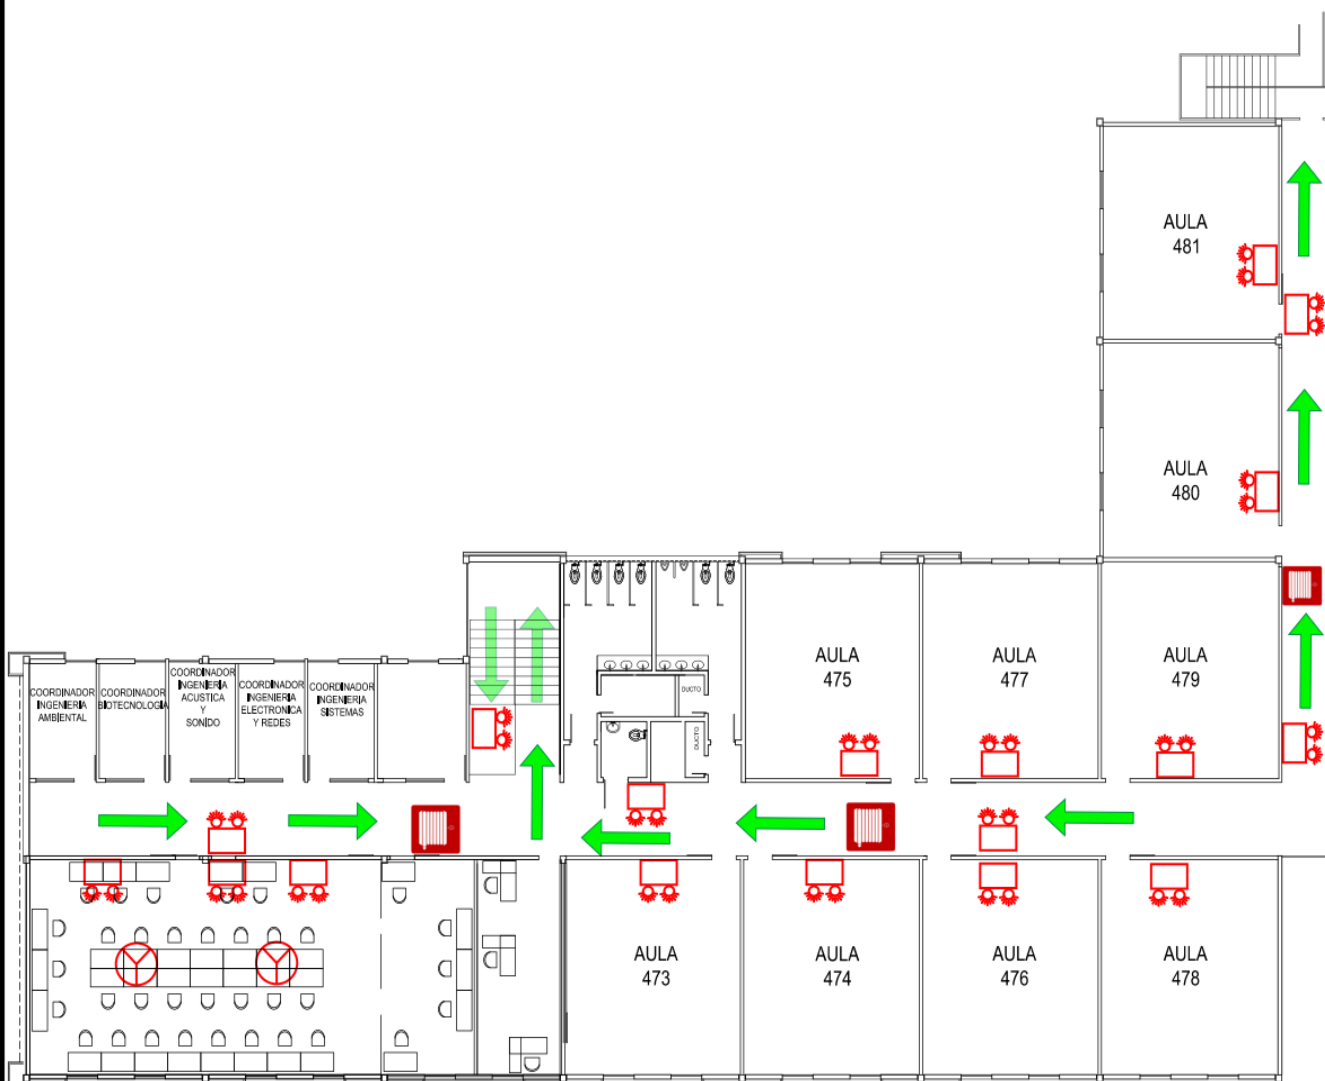 AULA
481
AULA
480
AULA
475
AULA
477
AULA
479
COORDINADOR
INGENIERIA
AMBIENTAL
COORDINADOR
BIOTECNOLOGIA
COORDINADOR
INGENIERIA
ACUSTICA
Y
SONIDO
COORDINADOR
INGENIERIA
ELECTRONICA
Y REDES
COORDINADOR
INGENIERIA
SISTEMAS
DUCTO
DUCTO
AULA
473
AULA
474
AULA
476
AULA
478